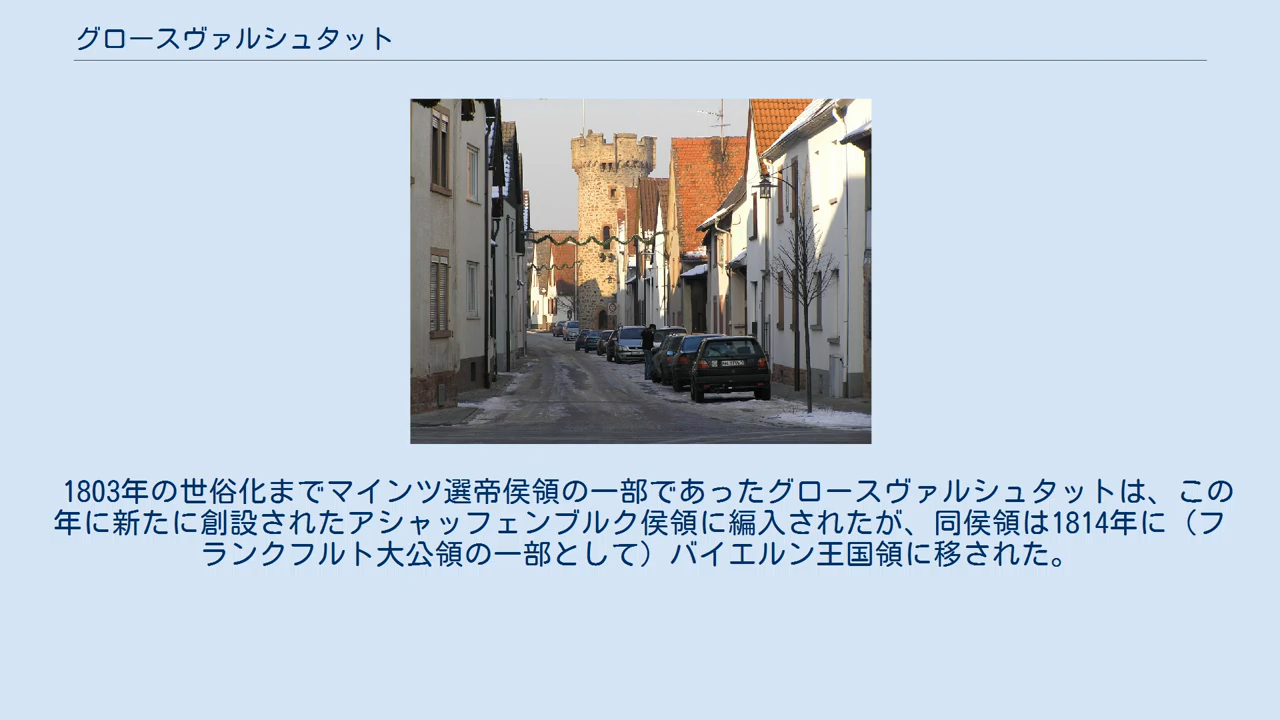 グロースヴァルシュタット
1803年の世俗化までマインツ選帝侯領の一部であったグロースヴァルシュタットは、この
年に新たに創設されたアシャッフェンブルク侯領に編入されたが、同侯領は1814年に（フ
ランクフルト大公領の一部として）バイエルン王国領に移された。